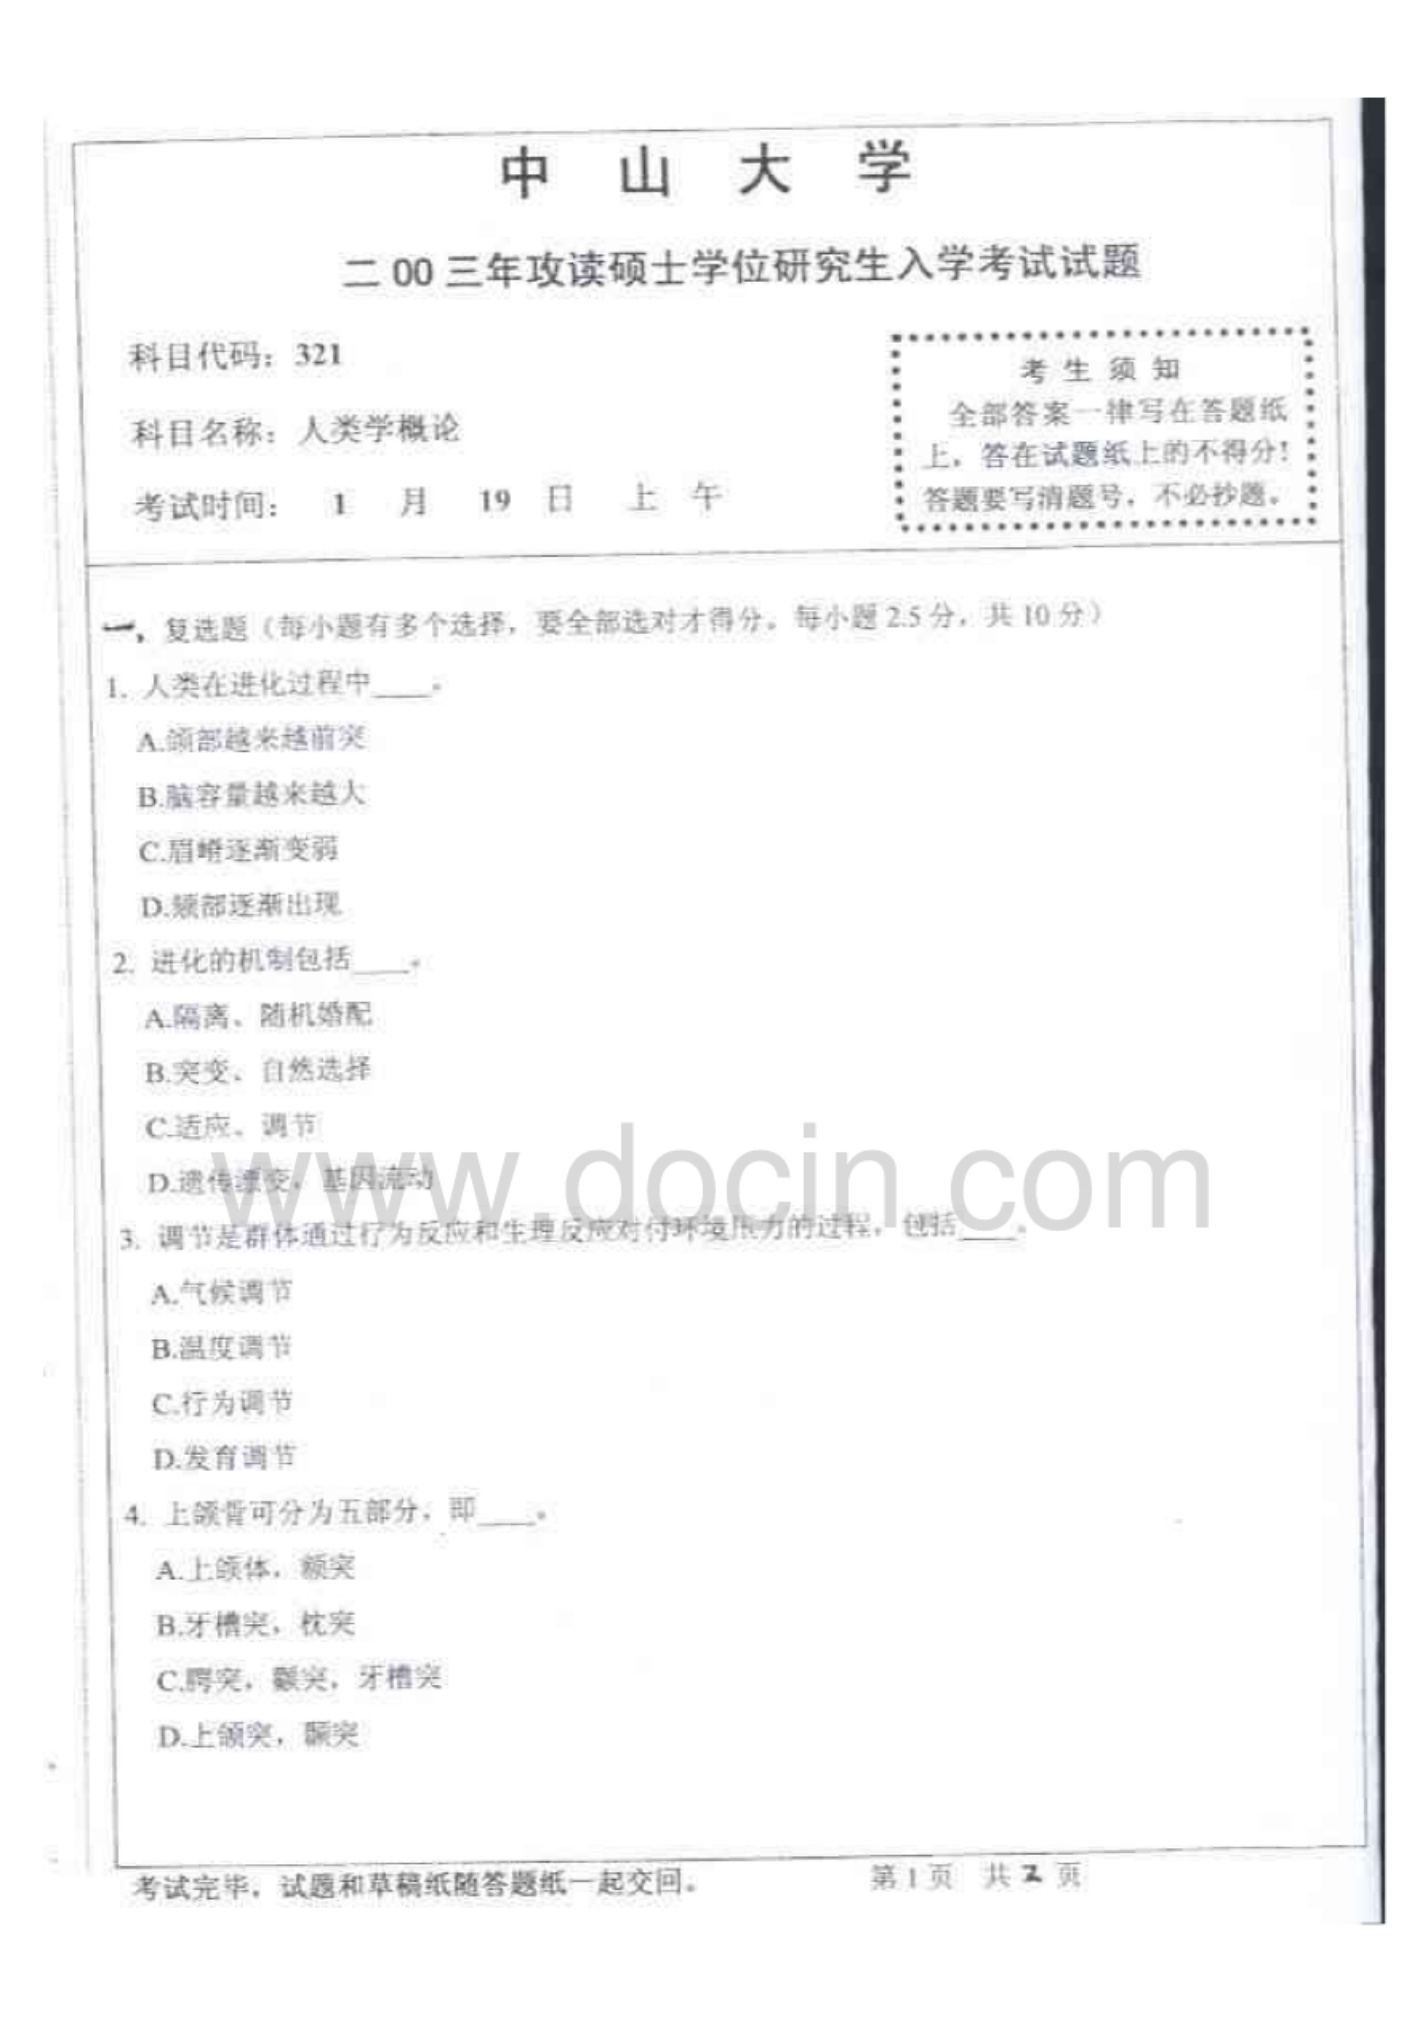 中 山 大 学
二00三年攻读硕士学位研究生入学考试试题
科目代码：321
科目名称：人类学概论
考试时间： 1 月 19 日 上 午
考 生 须 知
全部答案一律写在答题纸
上，答在试题纸上的不得分！
答题要写清题号，不必抄题。
一、复选题（每小题有多个选择，要全部选对才得分。每小题 2.5 分，共 10 分）
1. 人类在进化过程中____。
A.颌部越来越前突
B.脑容量越来越大
C.眉嵴逐渐变弱
D.颏部逐渐出现
2. 进化的机制包括____。
A.隔离、随机婚配
B.突变、自然选择
C.适应、调节
D.遗传漂变，基因流动
www.docin.com
3. 调节是群体通过行为反应和生理反应对付环境压力的过程，包括____。
A.气候调节
B.温度调节
C.行为调节
D.发育调节
4. 上颌骨可分为五部分，即____。
A.上颌体，额突
B.牙槽突，枕突
C.腭突，颧突，牙槽突
D.上颌突，颞突
考试完毕，试题和草稿纸随答题纸一起交回。
第 1 页 共 2 页